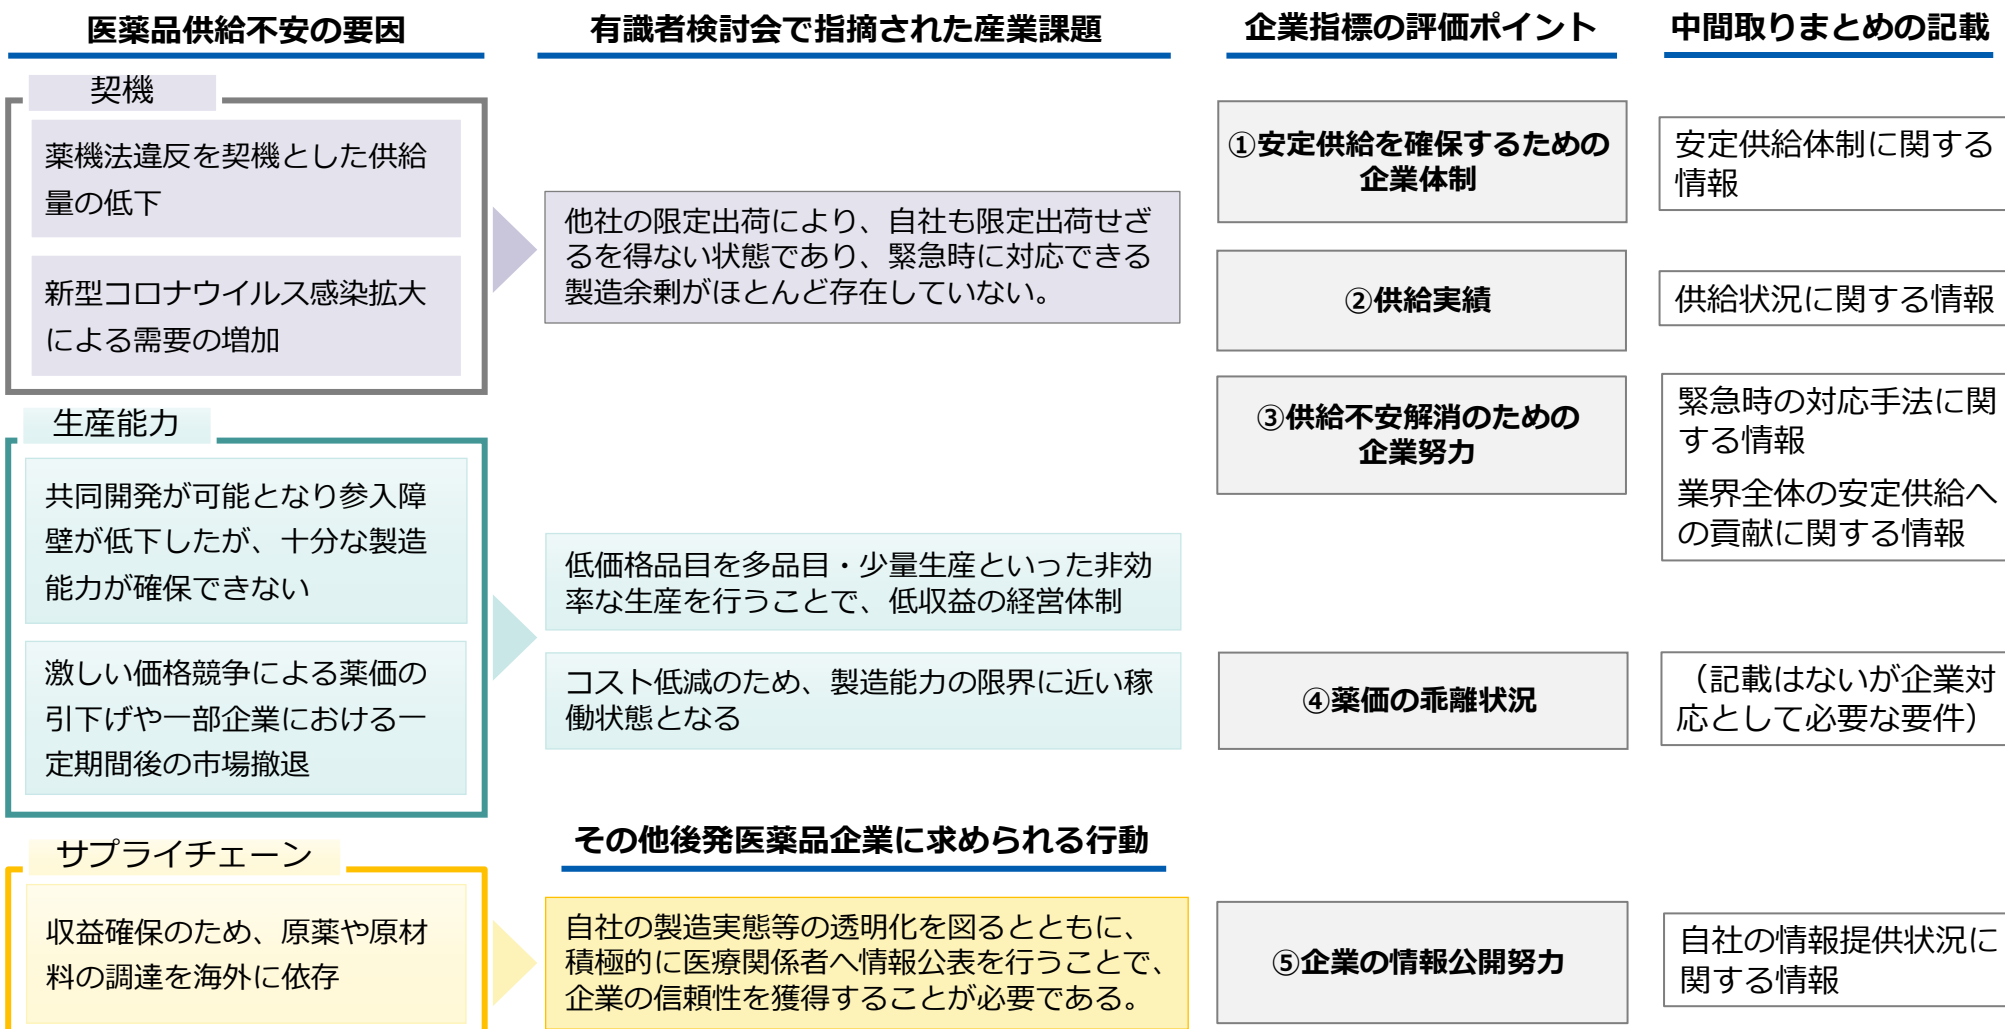 医薬品供給不安の要因
契機
薬機法違反を契機とした供給
量の低下
新型コロナウイルス感染拡大
による需要の増加
生産能力
共同開発が可能となり参入障
壁が低下したが、十分な製造
能力が確保できない
激しい価格競争による薬価の
引下げや一部企業における一
定期間後の市場撤退
サプライチェーン
収益確保のため、原薬や原材
料の調達を海外に依存
有識者検討会で指摘された産業課題
他社の限定出荷により、自社も限定出荷せざ
るを得ない状態であり、緊急時に対応できる
製造余剰がほとんど存在していない。
低価格品目を多品目・少量生産といった非効
率な生産を行うことで、低収益の経営体制
コスト低減のため、製造能力の限界に近い稼
働状態となる
その他後発医薬品企業に求められる行動
自社の製造実態等の透明化を図るとともに、
積極的に医療関係者へ情報公表を行うことで、
企業の信頼性を獲得することが必要である。
企業指標の評価ポイント
①安定供給を確保するための
企業体制
②供給実績
③供給不安解消のための
企業努力
④薬価の乖離状況
⑤企業の情報公開努力
中間取りまとめの記載
安定供給体制に関する
情報
供給状況に関する情報
緊急時の対応手法に関
する情報
業界全体の安定供給へ
の貢献に関する情報
（記載はないが企業対
応として必要な要件）
自社の情報提供状況に
関する情報